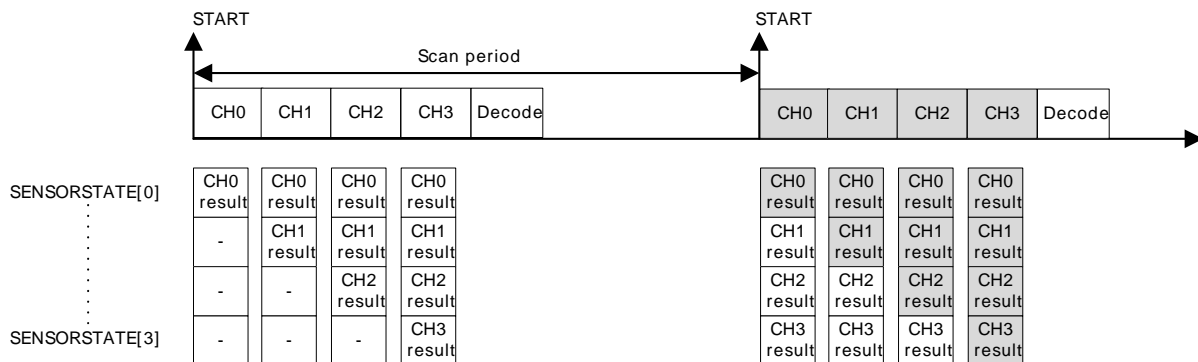 START START
Scan period
CH0 CH1 CH2 CH3 Decode CH0 CH1 CH2 CH3 Decode
SENSORSTATE[0] CH0 CH0 CH0 CH0 CH0 CH0 CH0 CH0
result result result result result result result result
- CH1 CH1 CH1 CH1 CH1 CH1 CH1
result result result result result result result
- - CH2 CH2 CH2 CH2 CH2 CH2
result result result result result result
SENSORSTATE[3] - - - CH3 CH3 CH3 CH3 CH3
result result result result result